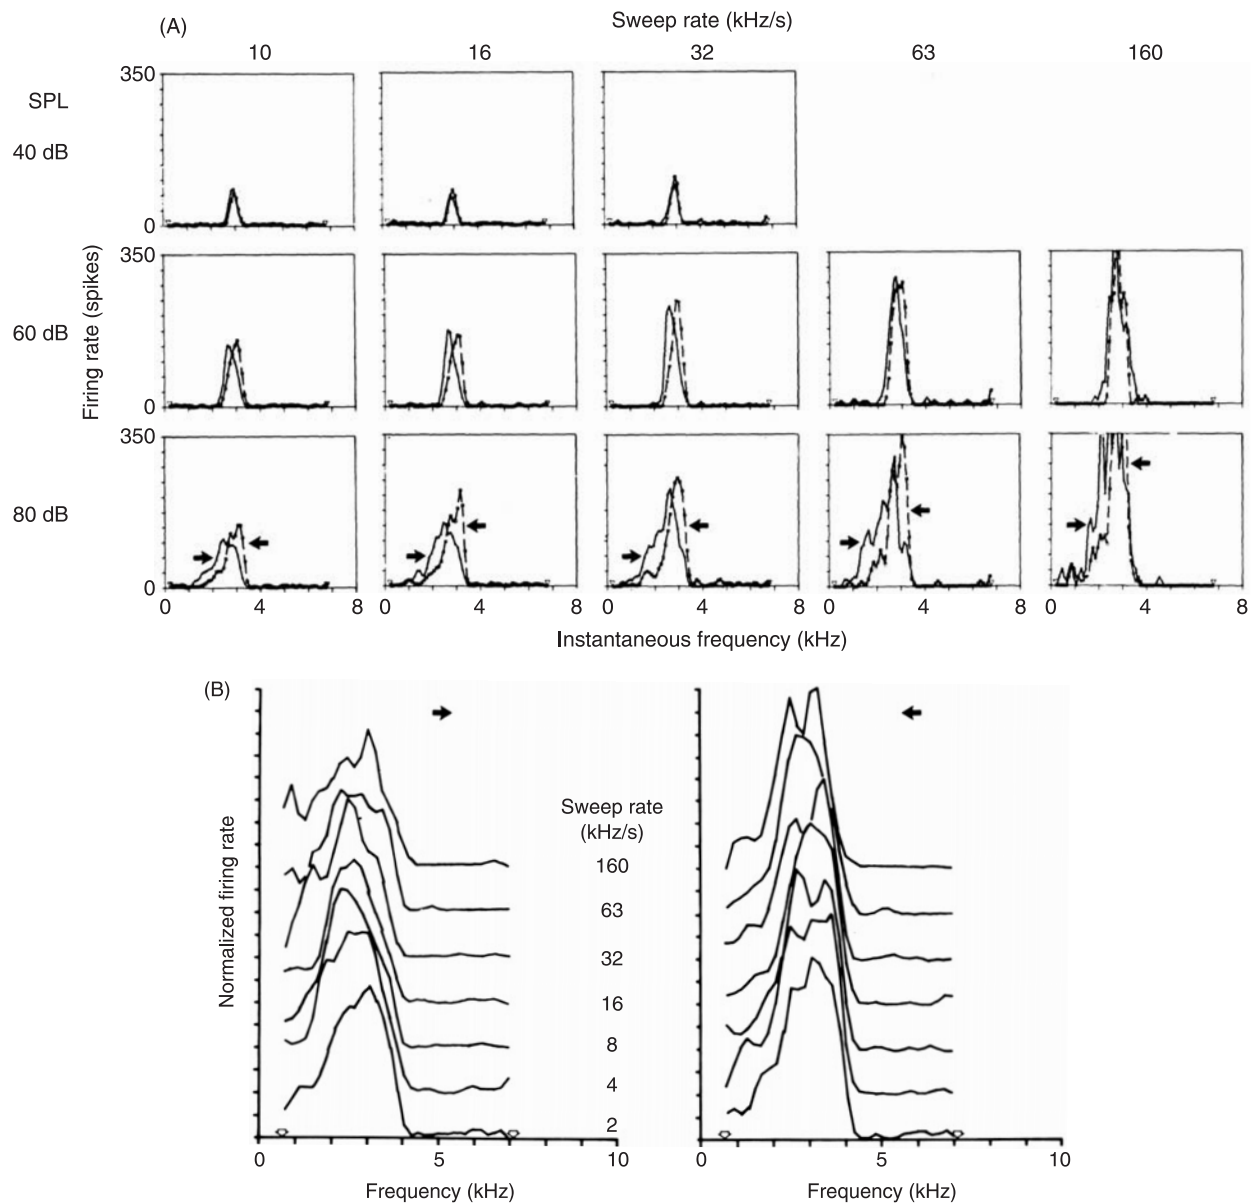 (A)
Sweep rate (kHz/s)
10 16 32 63 160
SPL
40 dB
60 dB
80 dB
Firing rate (spikes)
350
0
350
0
350
0
0 4 8 0 4 8 0 4 8 0 4 8 0 4 8
Instantaneous frequency (kHz)
(B)
Normalized firing rate
Sweep rate
(kHz/s)
160
63
32
16
8
4
2
0 5 10 0 5 10
Frequency (kHz) Frequency (kHz)